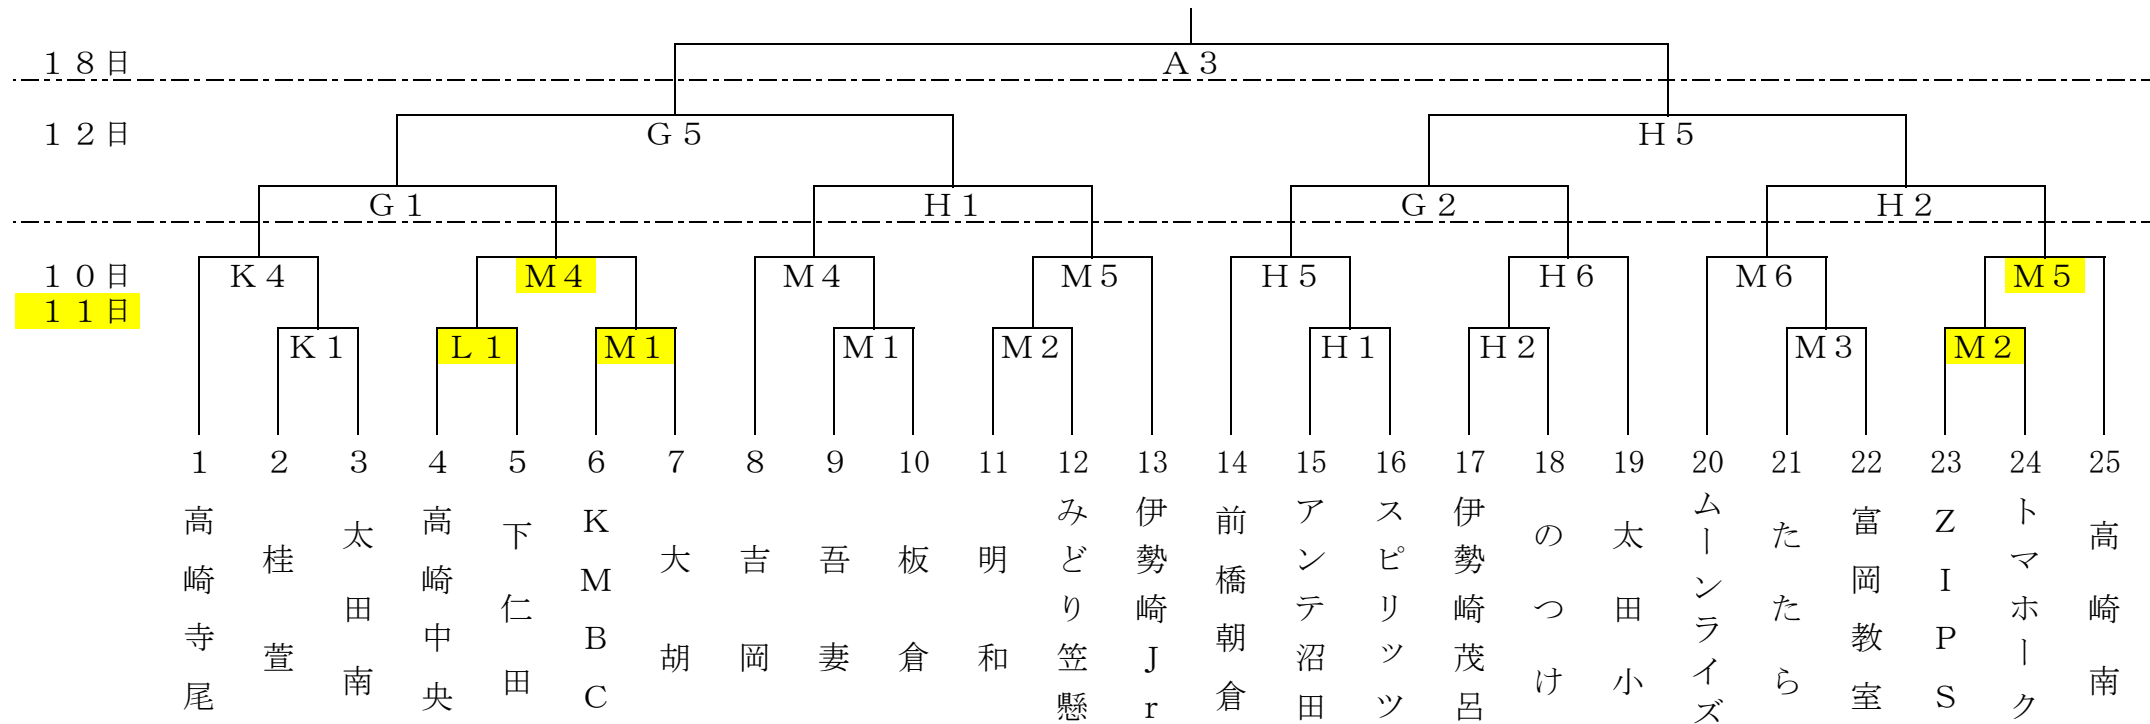 18日 A3
12日 G5 H5
G1 H1 G2 H2
10日 K4 M4 M4 M5 H5 H6 M6 M5
11日
K1 L1 M1 M1 M2 H1 H2 M3 M2
1 2 3 4 5 6 7 8 9 10 11 12 13 14 15 16 17 18 19 20 21 22 23 24 25
高崎寺尾
桂萱
太田南
高崎中央
下仁田
KMBC
大胡
吉岡
吾妻
板倉
明和
みどり笠懸
伊勢崎Jr
前橋朝倉
アンテ沼田
スピリッツ
伊勢崎茂呂
のつけ
太田小
ムーンライズ
たたら
富岡教室
ZIPS
トマホーク
高崎南